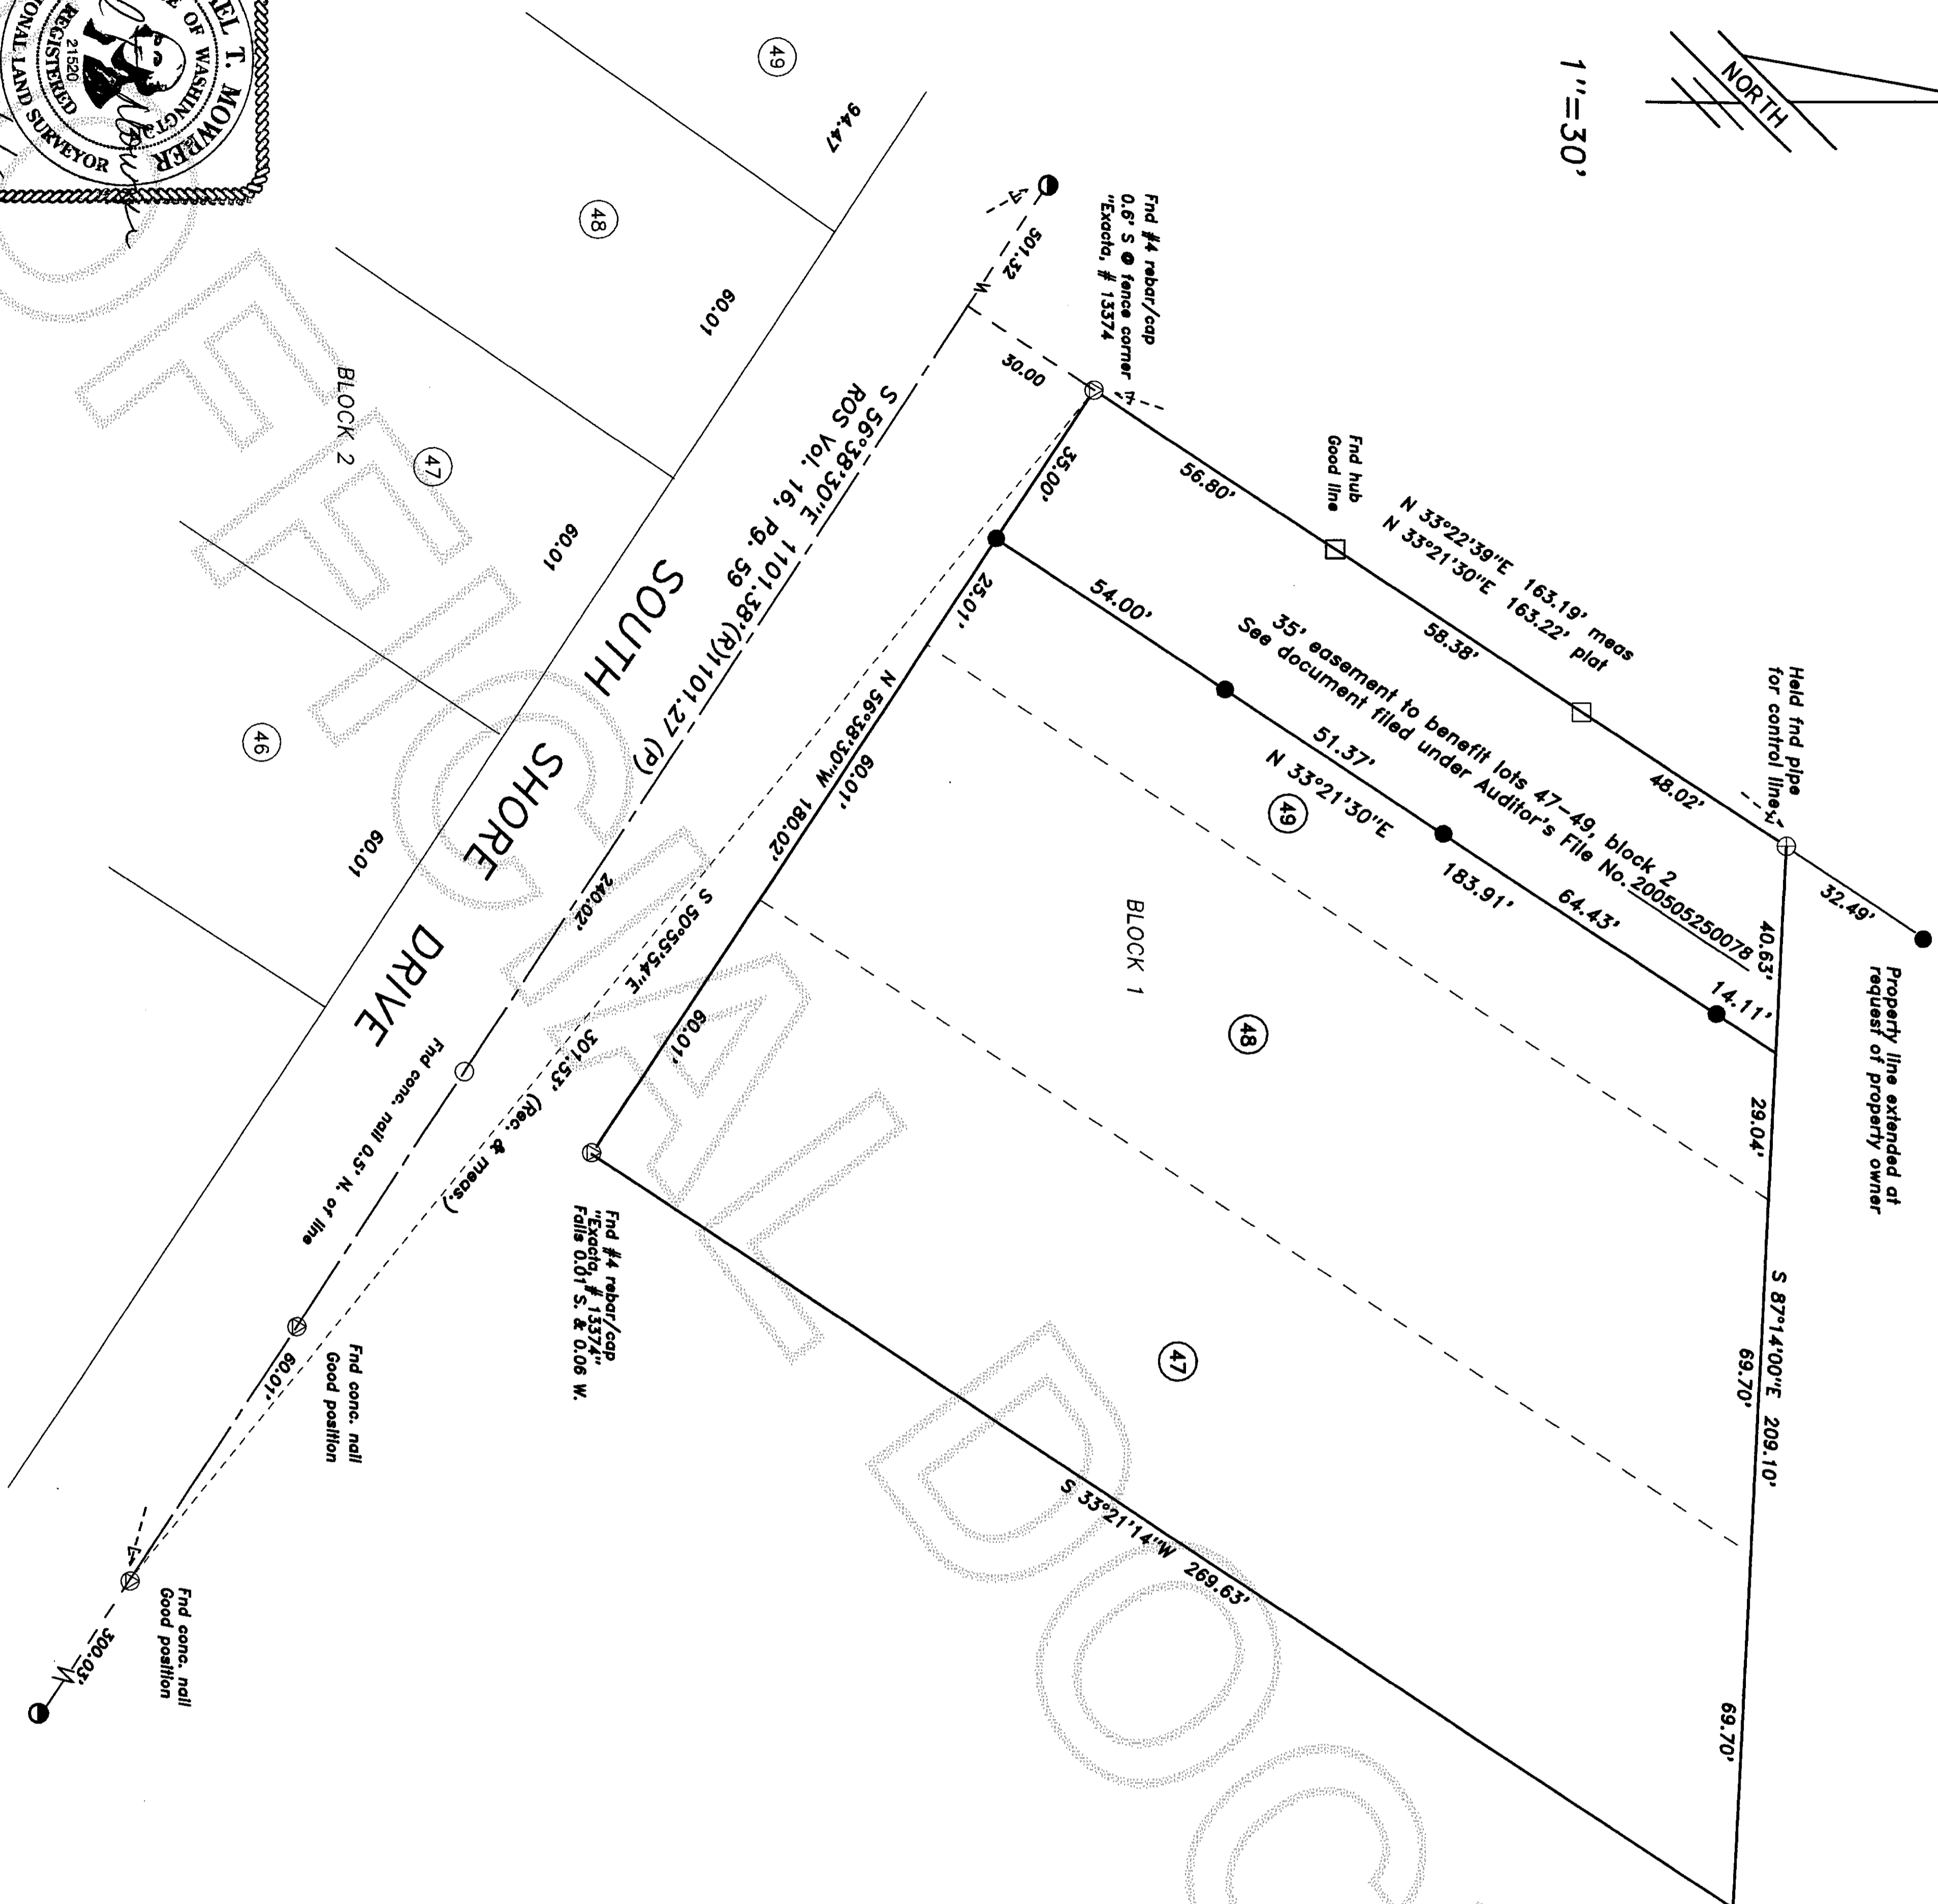 NORTH
1"=30'
Fnd #4 rebar/cap
0.6' S @ fence corner
"Exacta, # 13374
Fnd hub
Good line
N 33°22'39"E 163.19' meas
N 33°21'30"E 163.22' plat
56.80'
58.38'
48.02'
Held fnd pipe
for control line
32.49'
Property line extended at
request of property owner
35' easement to benefit lots 47-49, block 2
See document filed under Auditor's File No. 200505250078
40.63'
14.11'
29.04'
S 87°14'00"E 209.10'
69.70'
69.70'
54.00'
51.37'
64.43'
N 33°21'30"E
183.91'
49
48
47
BLOCK 1
501.32
30.00
35.00'
25.01'
N 56°38'30"W 180.02'
60.01'
60.01'
S 33°21'14"W 269.63'
Fnd #4 rebar/cap
"Exacta, # 13374"
Falls 0.01' S. & 0.06 W.
S 56°38'30"E 1101.38'(R)1101.27 (P)
ROS Vol. 16, Pg. 59
240.02'
S 50°55'54"E 301.53' (Rec. & meas.)
SOUTH SHORE DRIVE
Fnd conc. nail 0.5' N. of line
60.01'
Fnd conc. nail
Good position
Fnd conc. nail
Good position
300.03'
49
94.47
48
60.01
BLOCK 2
47
60.01
46
60.01
EL T. MOWRER
E OF WASHINGT
21520
REGISTERED
ONAL LAND SURVEYOR
OFFICIAL DOC